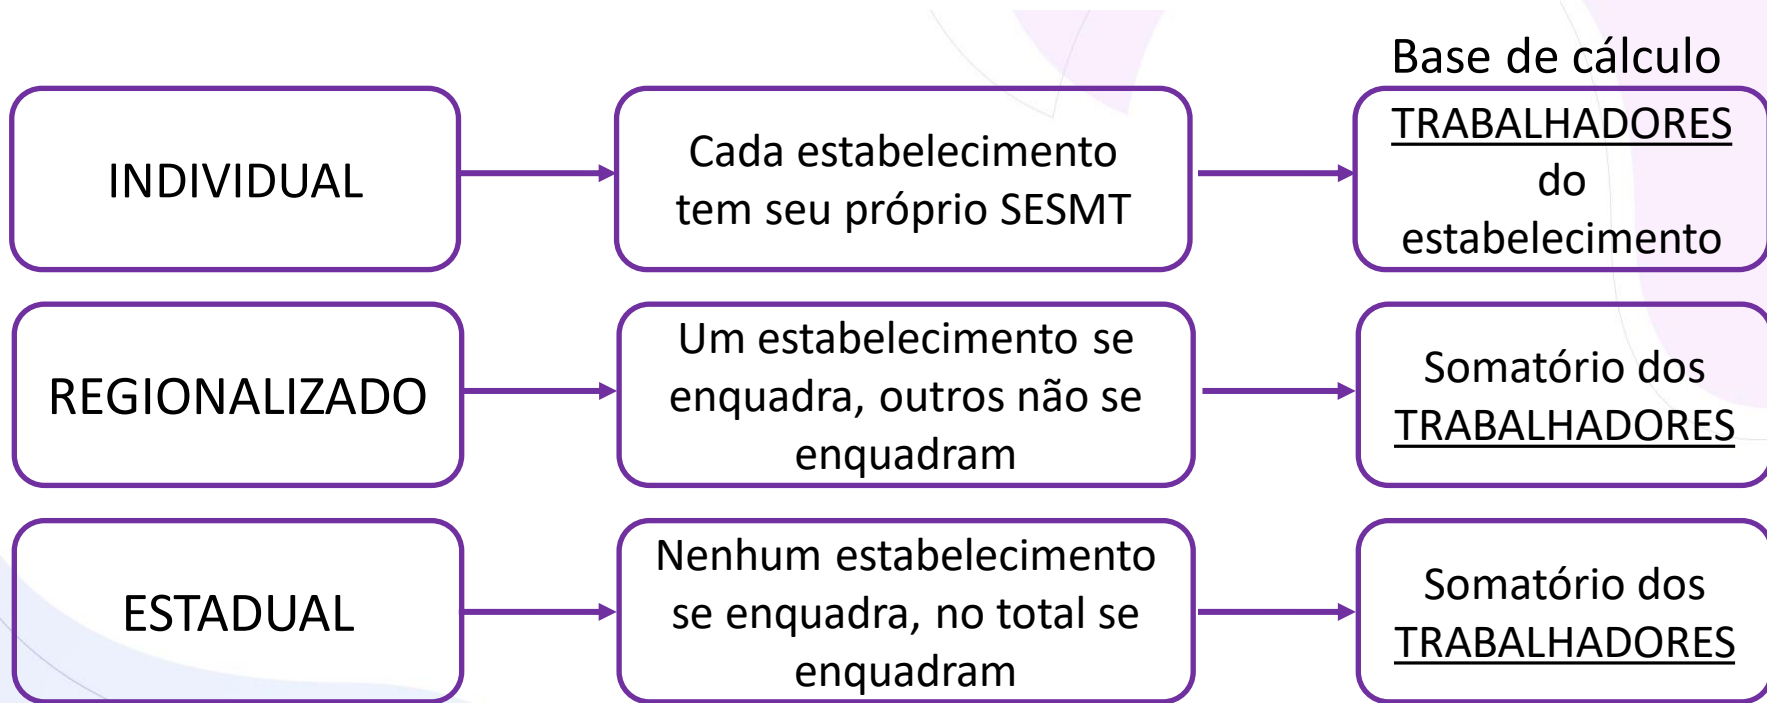 Base de cálculo
INDIVIDUAL
Cada estabelecimento
tem seu próprio SESMT
TRABALHADORES
do
estabelecimento
REGIONALIZADO
Um estabelecimento se
enquadra, outros não se
enquadram
Somatório dos
TRABALHADORES
ESTADUAL
Nenhum estabelecimento
se enquadra, no total se
enquadram
Somatório dos
TRABALHADORES